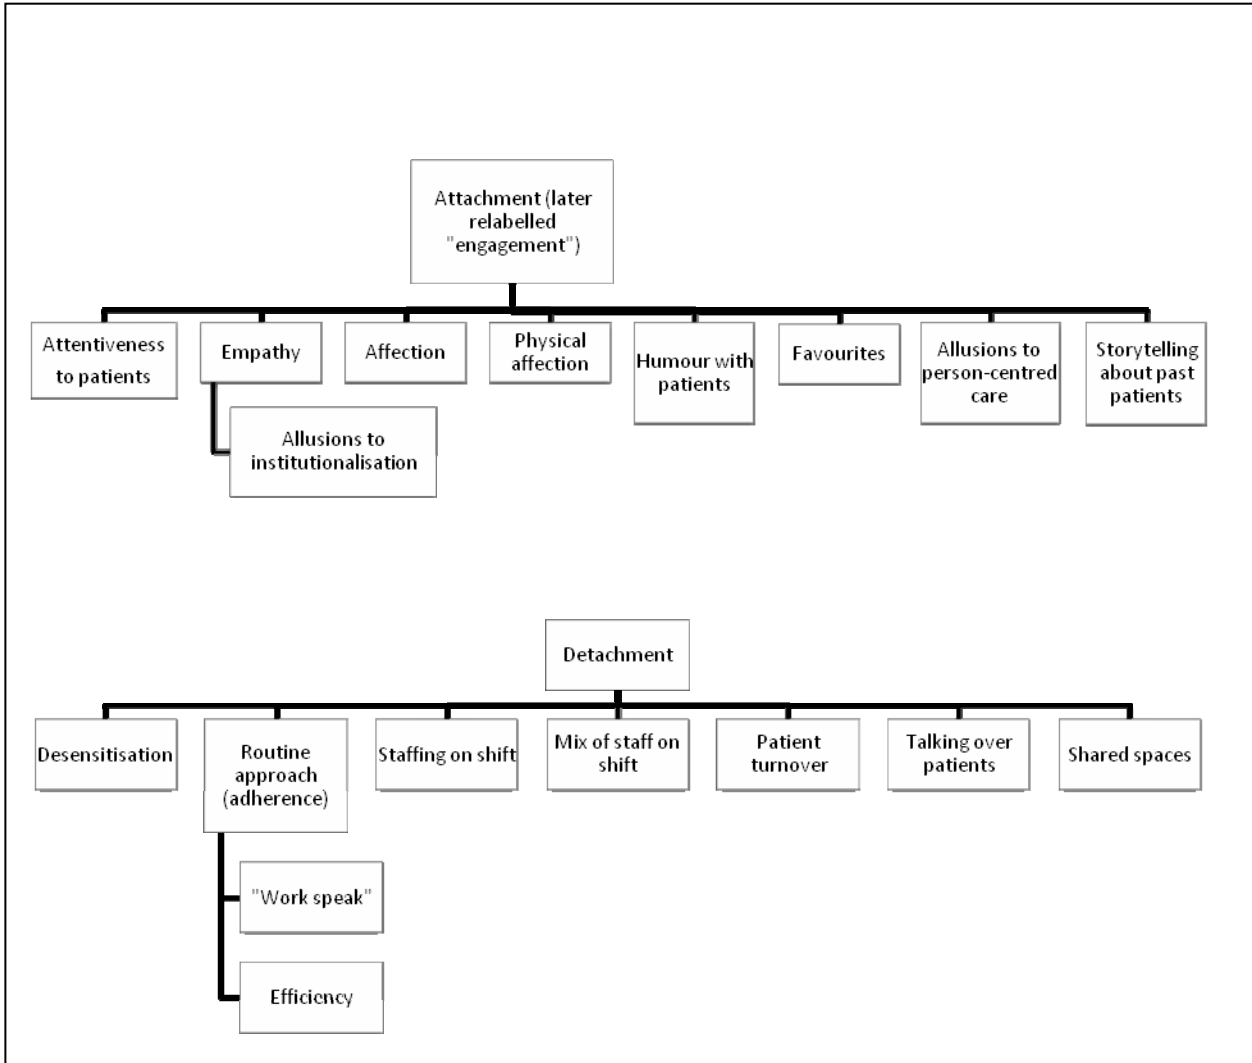 Attachment (later
relabelled
"engagement")
Attentiveness
to patients
Empathy
Affection
Physical
affection
Humour with
patients
Favourites
Allusions to
person-centred
care
Storytelling
about past
patients
Allusions to
institutionalisation
Detachment
Desensitisation
Routine
approach
(adherence)
Staffing on shift
Mix of staff on
shift
Patient
turnover
Talking over
patients
Shared spaces
"Work speak"
Efficiency